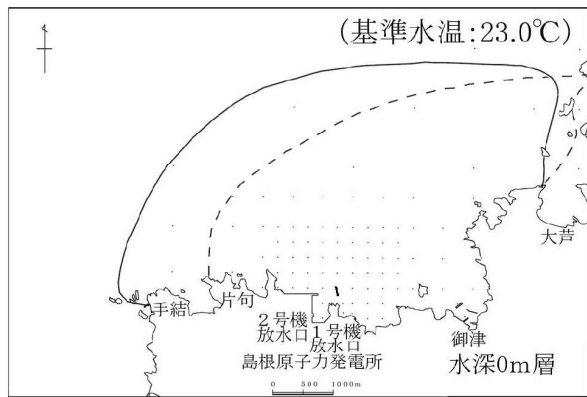 (基準水温:23.0℃)
大芦
手結
片句
2号機
放水口
1号機
放水口
御津
島根原子力発電所
水深0m層
0 500 1000m